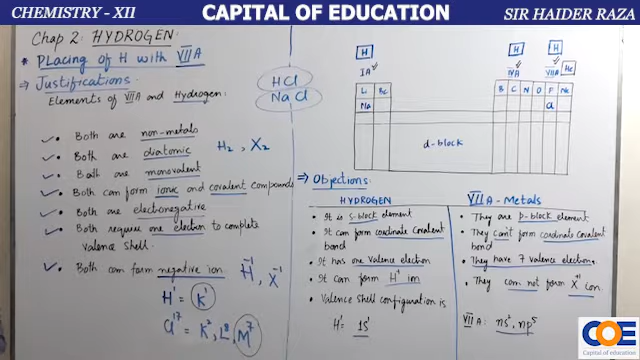 CHEMISTRY - XII
CAPITAL OF EDUCATION
SIR HAIDER RAZA
Chap 2. HYDROGEN
* Placing of H with VIIA
⇒ Justifications
Elements of VIIA and Hydrogen:
✓• Both are non-metals
✓• Both are diatomic
✓• Both are monovalent
✓• Both can form ionic and covalent compounds
✓• Both are electronegative
✓• Both require one electron to complete
valence shell.
✓• Both can form negative ion.
H₂, X₂
HCl
NaCl
H⁻¹, X⁻¹
H¹ = K¹
Cl¹⁷ = K², L⁸, M⁷
H H H
IA IVA VIIA He
Li Be B C N O F Ne
Na Cl
d-block
⇒ Objections
HYDROGEN
• It is s-block element
• It can form coordinate covalent
bond
• It has one valence electron
• It can form H⁺ ion
• Valence shell configuration is
H¹ = 1S¹
VIIA - Metals
• They are p-block element
• They can't form coordinate covalent
bond
• They have 7 valence electrons.
• They can not form X⁺¹ ion.
VIIA: ns², np⁵
COE
Capital of education